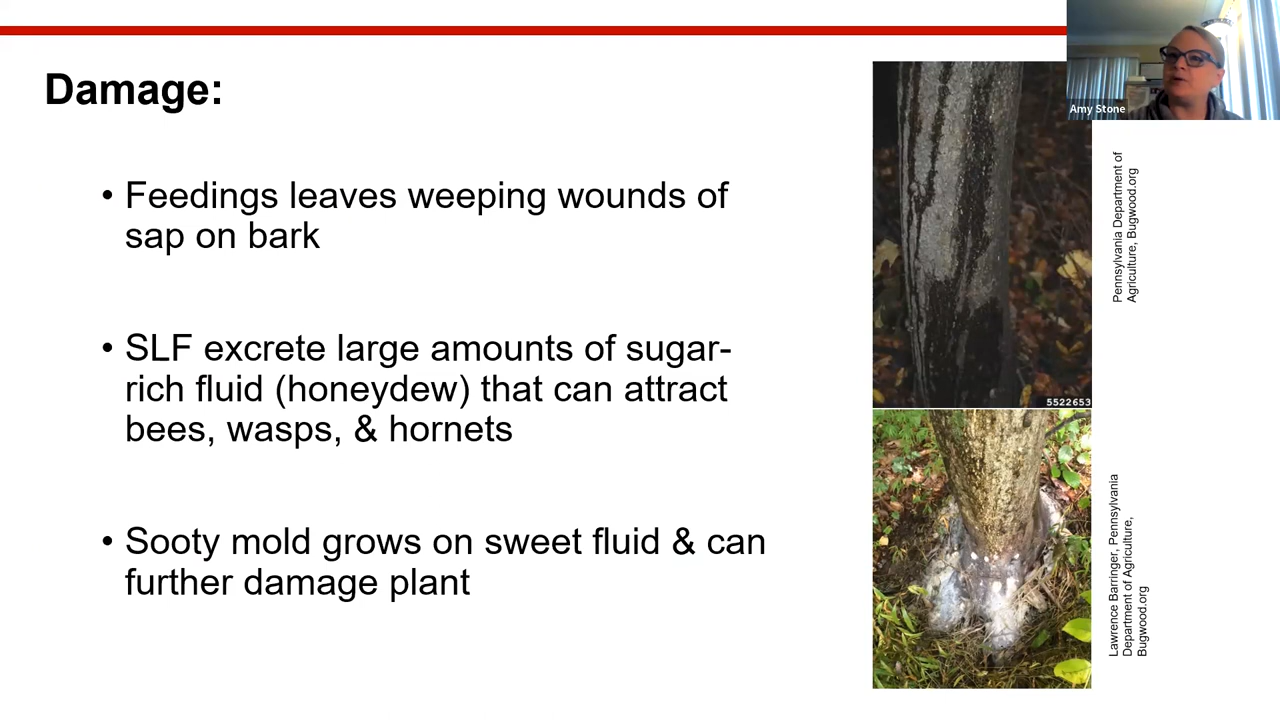 Damage:
• Feedings leaves weeping wounds of
sap on bark
• SLF excrete large amounts of sugar-
rich fluid (honeydew) that can attract
bees, wasps, & hornets
• Sooty mold grows on sweet fluid & can
further damage plant
Amy Stone
Pennsylvania Department of
Agriculture, Bugwood.org
5522653
Lawrence Barringer, Pennsylvania
Department of Agriculture,
Bugwood.org